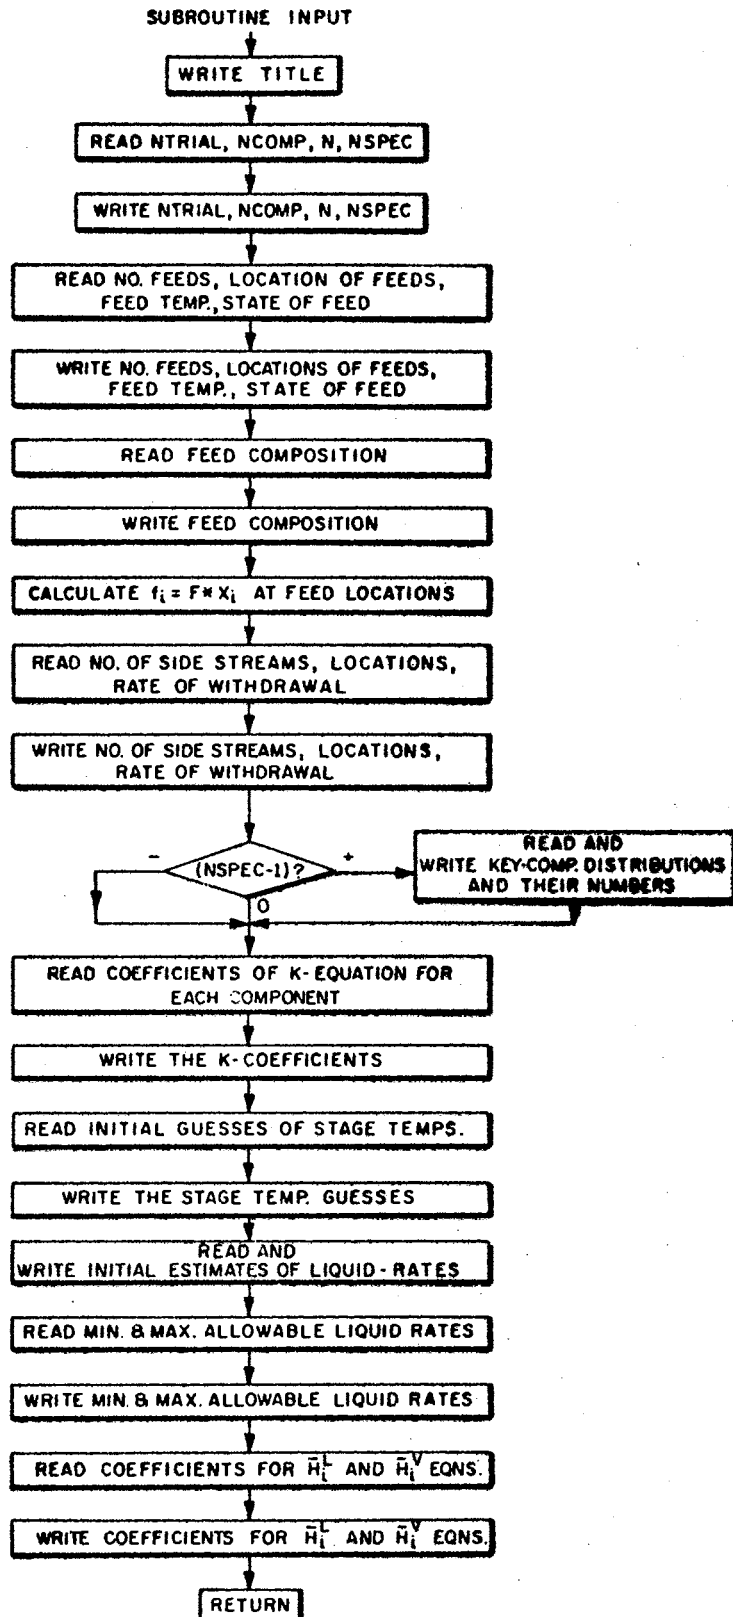 SUBROUTINE INPUT
WRITE TITLE
READ NTRIAL, NCOMP, N, NSPEC
WRITE NTRIAL, NCOMP, N, NSPEC
READ NO. FEEDS, LOCATION OF FEEDS,
FEED TEMP., STATE OF FEED
WRITE NO. FEEDS, LOCATIONS OF FEEDS,
FEED TEMP., STATE OF FEED
READ FEED COMPOSITION
WRITE FEED COMPOSITION
CALCULATE fᵢ = F* Xᵢ AT FEED LOCATIONS
READ NO. OF SIDE STREAMS, LOCATIONS,
RATE OF WITHDRAWAL
WRITE NO. OF SIDE STREAMS, LOCATIONS,
RATE OF WITHDRAWAL
− (NSPEC-1)? +
0
READ AND
WRITE KEY-COMP. DISTRIBUTIONS
AND THEIR NUMBERS
READ COEFFICIENTS OF K-EQUATION FOR
EACH COMPONENT
WRITE THE K-COEFFICIENTS
READ INITIAL GUESSES OF STAGE TEMPS.
WRITE THE STAGE TEMP. GUESSES
READ AND
WRITE INITIAL ESTIMATES OF LIQUID-RATES
READ MIN. & MAX. ALLOWABLE LIQUID RATES
WRITE MIN. & MAX. ALLOWABLE LIQUID RATES
READ COEFFICIENTS FOR H̄ᵢᴸ AND H̄ᵢⱽ EQNS.
WRITE COEFFICIENTS FOR H̄ᵢᴸ AND H̄ᵢⱽ EQNS.
RETURN